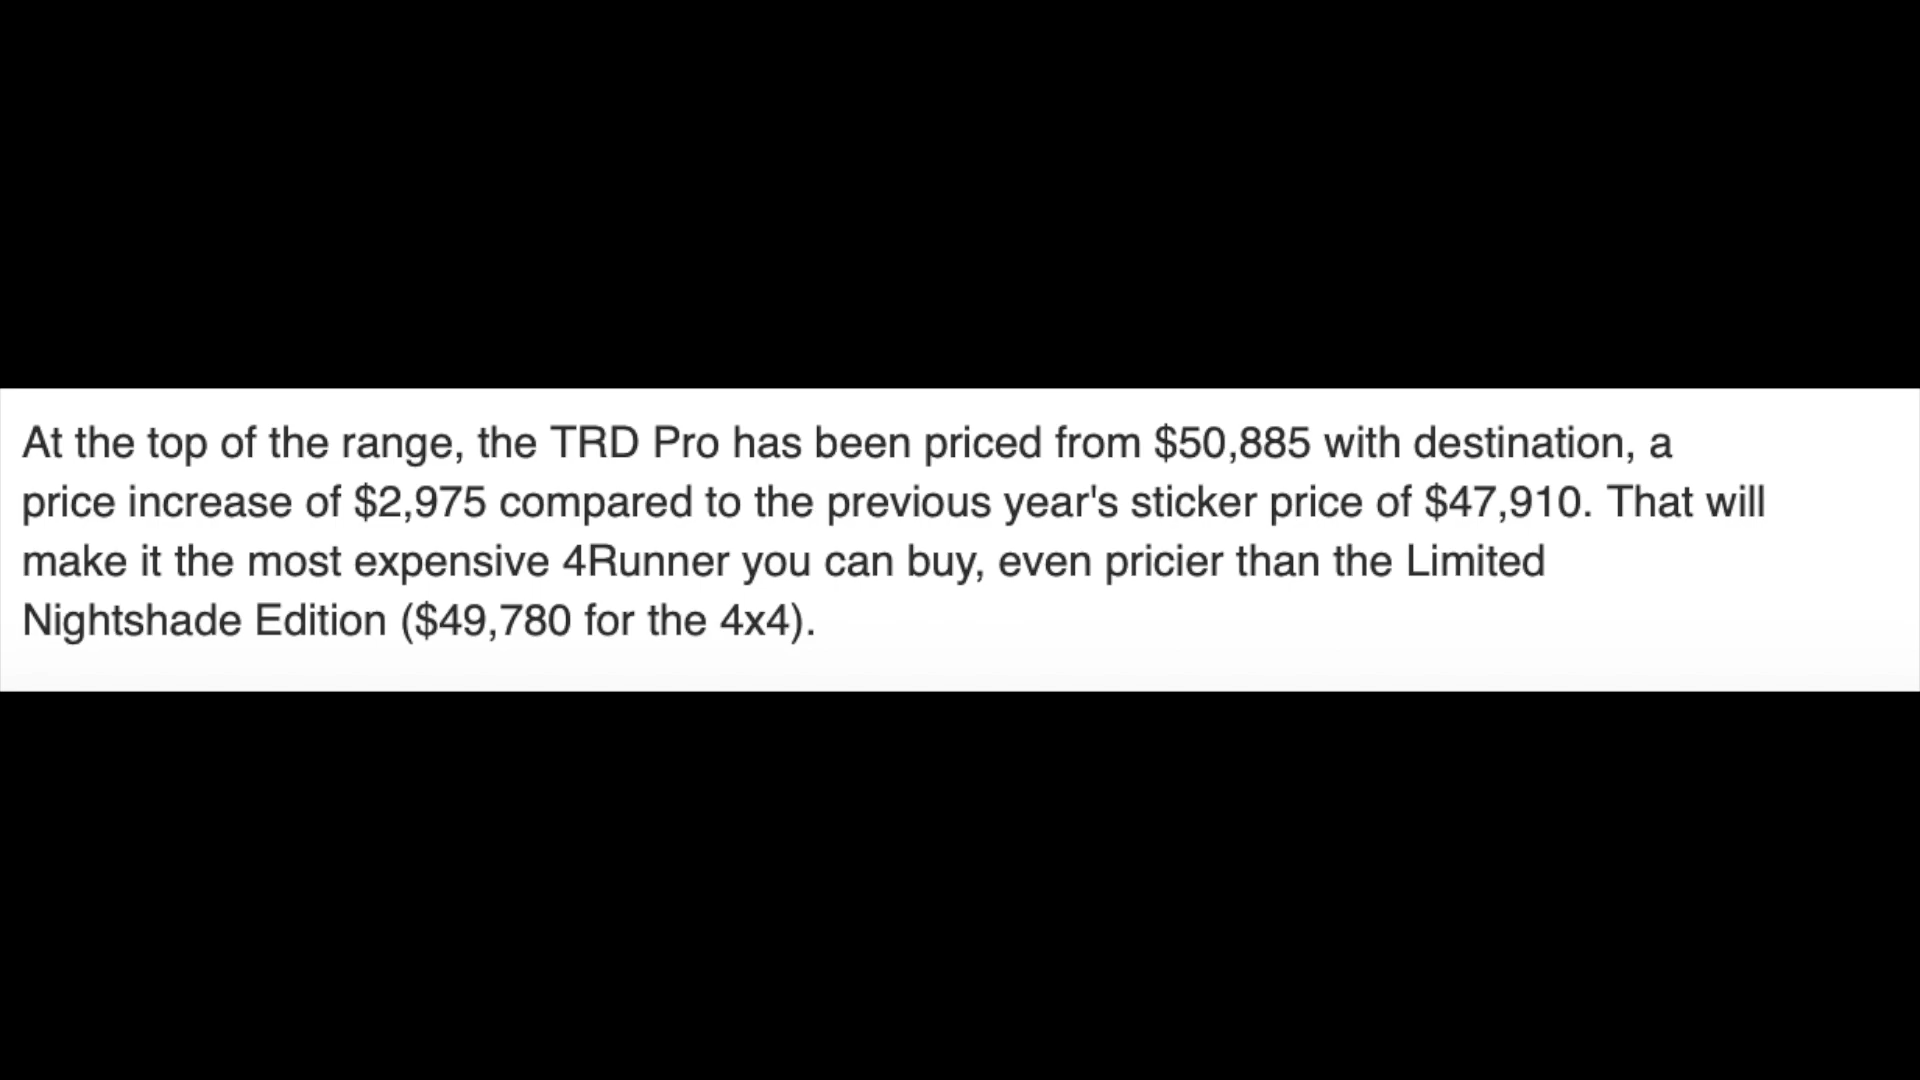 At the top of the range, the TRD Pro has been priced from $50,885 with destination, a
price increase of $2,975 compared to the previous year's sticker price of $47,910. That will
make it the most expensive 4Runner you can buy, even pricier than the Limited
Nightshade Edition ($49,780 for the 4x4).